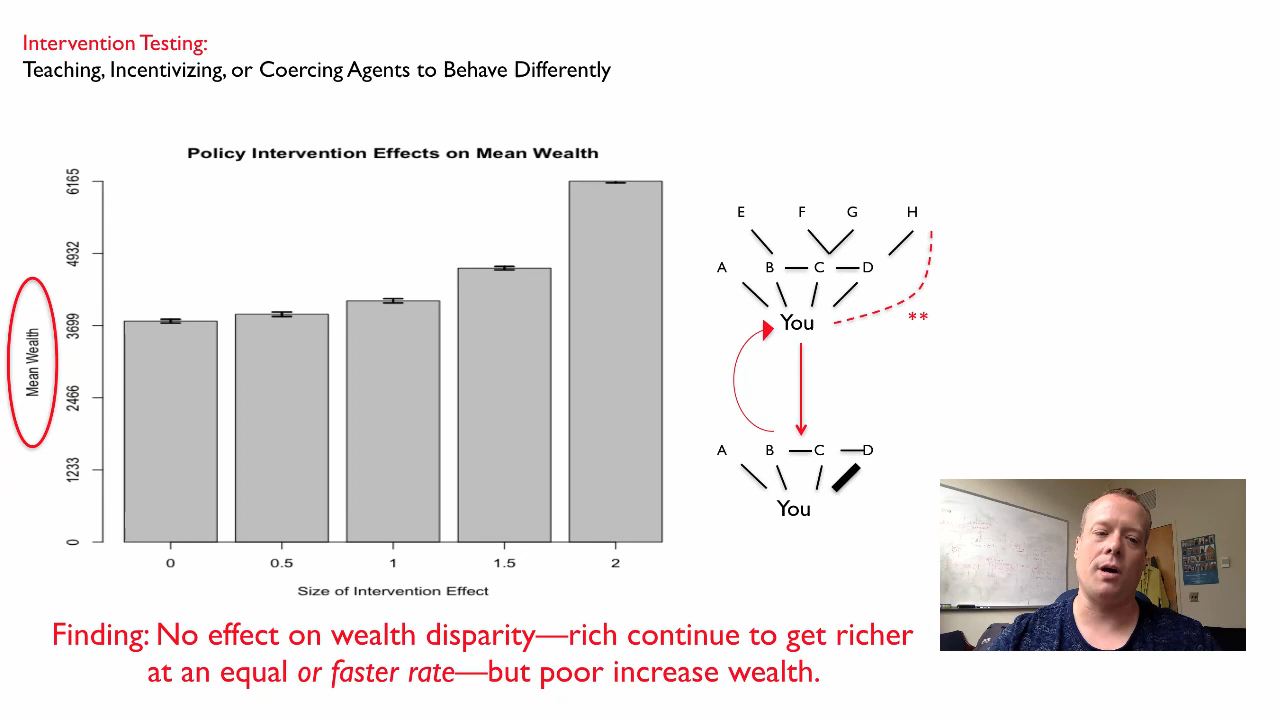 Intervention Testing:
Teaching, Incentivizing, or Coercing Agents to Behave Differently
Policy Intervention Effects on Mean Wealth
Mean Wealth
6165
4932
3699
2466
1233
0
0 0.5 1 1.5 2
Size of Intervention Effect
E F G H
A B C D
You
**
A B C D
You
Finding: No effect on wealth disparity—rich continue to get richer
at an equal or faster rate—but poor increase wealth.